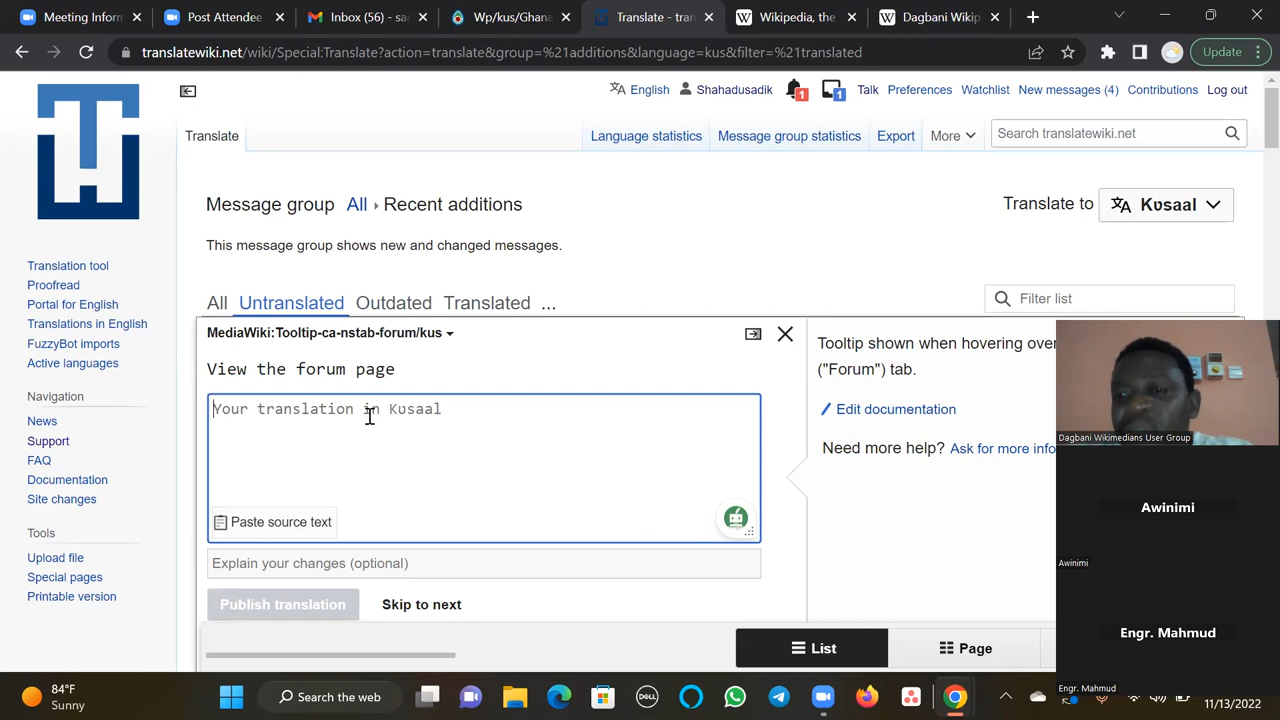 Meeting Inform
Post Attendee
Inbox (56) - sa
Wp/kus/Ghana
Translate - tran
Wikipedia, the
Dagbani Wikip
translatewiki.net/wiki/Special:Translate?action=translate&group=%21additions&language=kus&filter=%21translated
Update
English
Shahadusadik
1
1
Talk
Preferences
Watchlist
New messages (4)
Contributions
Log out
Translate
Language statistics
Message group statistics
Export
More
Search translatewiki.net
Message group All Recent additions
Translate to Kʋsaal
This message group shows new and changed messages.
All Untranslated Outdated Translated ...
Filter list
MediaWiki:Tooltip-ca-nstab-forum/kus
View the forum page
Your translation in Kʋsaal
Paste source text
Explain your changes (optional)
Publish translation
Skip to next
Tooltip shown when hovering over
("Forum") tab.
Edit documentation
Need more help? Ask for more info
List
Page
Translation tool
Proofread
Portal for English
Translations in English
FuzzyBot imports
Active languages
Navigation
News
Support
FAQ
Documentation
Site changes
Tools
Upload file
Special pages
Printable version
Dagbani Wikimedians User Group
Awinimi
Awinimi
Engr. Mahmud
Engr. Mahmud
84°F
Sunny
Search the web
DELL
11/13/2022